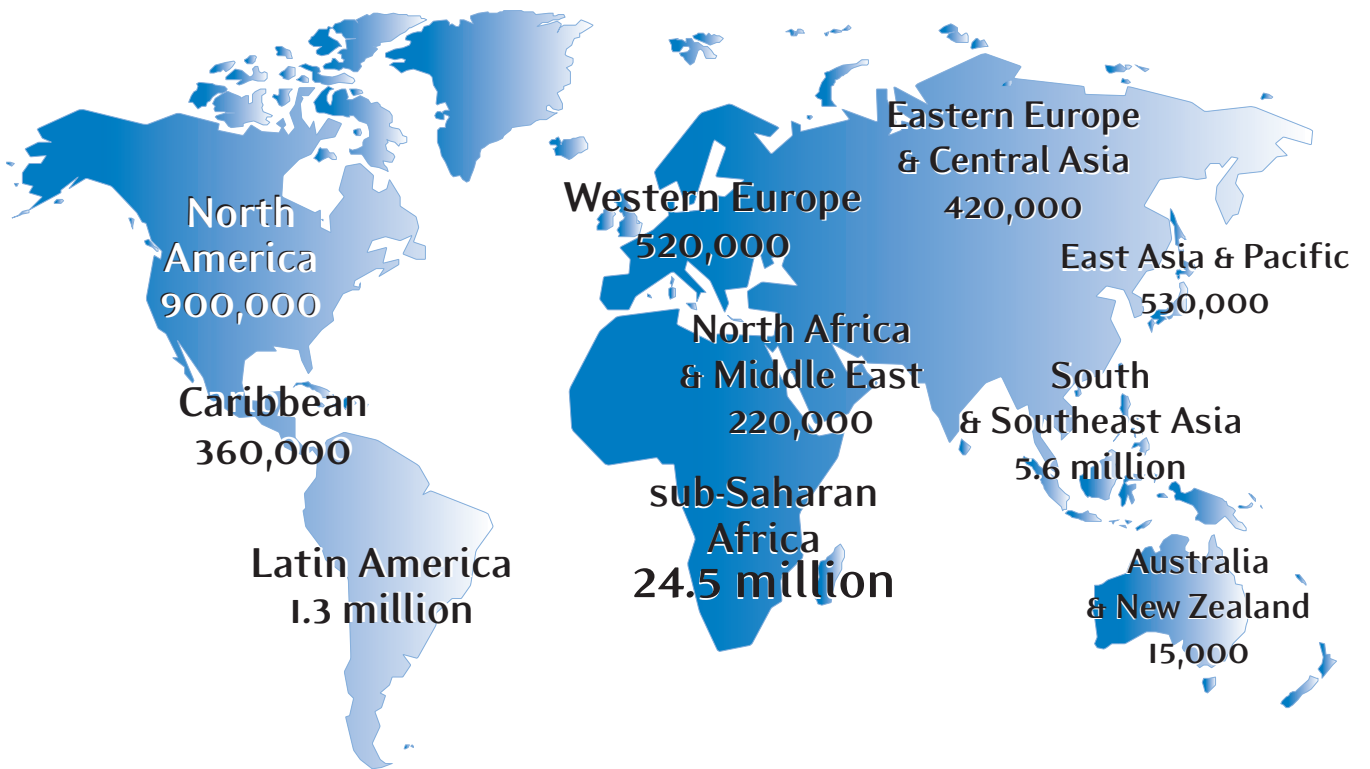 Eastern Europe
& Central Asia
420,000
Western Europe
520,000
North
America
900,000
East Asia & Pacific
530,000
North Africa
& Middle East
220,000
South
& Southeast Asia
5.6 million
Caribbean
360,000
sub-Saharan
Africa
24.5 million
Latin America
1.3 million
Australia
& New Zealand
15,000